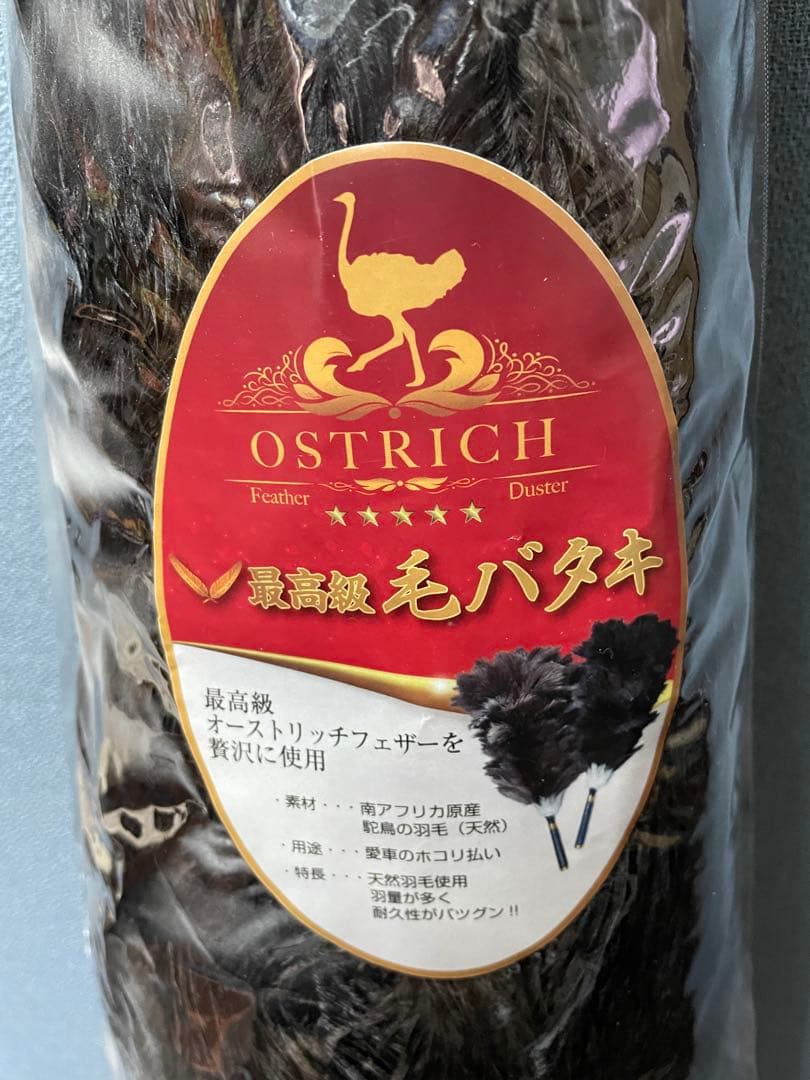 OSTRICH
Feather Duster
最高級 毛バタキ
最高級
オーストリッチフェザーを
贅沢に使用
・素材・・・南アフリカ原産
駝鳥の羽毛（天然）
・用途・・・愛車のホコリ払い
・特長・・・天然羽毛使用
羽量が多く
耐久性がバツグン!!